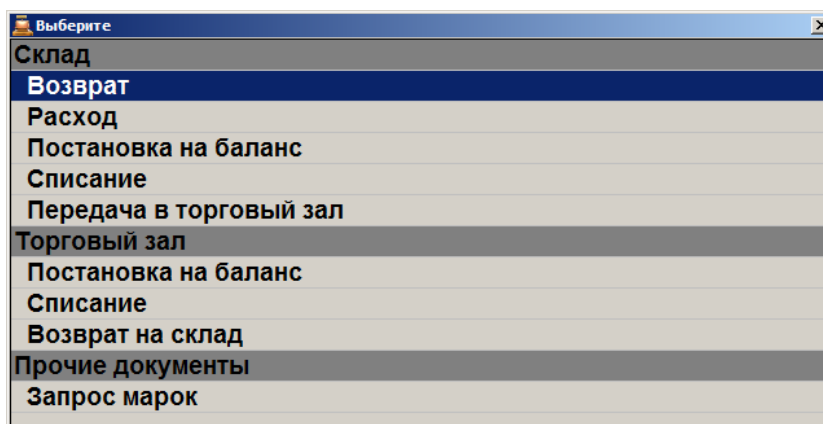 Выберите
Склад
Возврат
Расход
Постановка на баланс
Списание
Передача в торговый зал
Торговый зал
Постановка на баланс
Списание
Возврат на склад
Прочие документы
Запрос марок